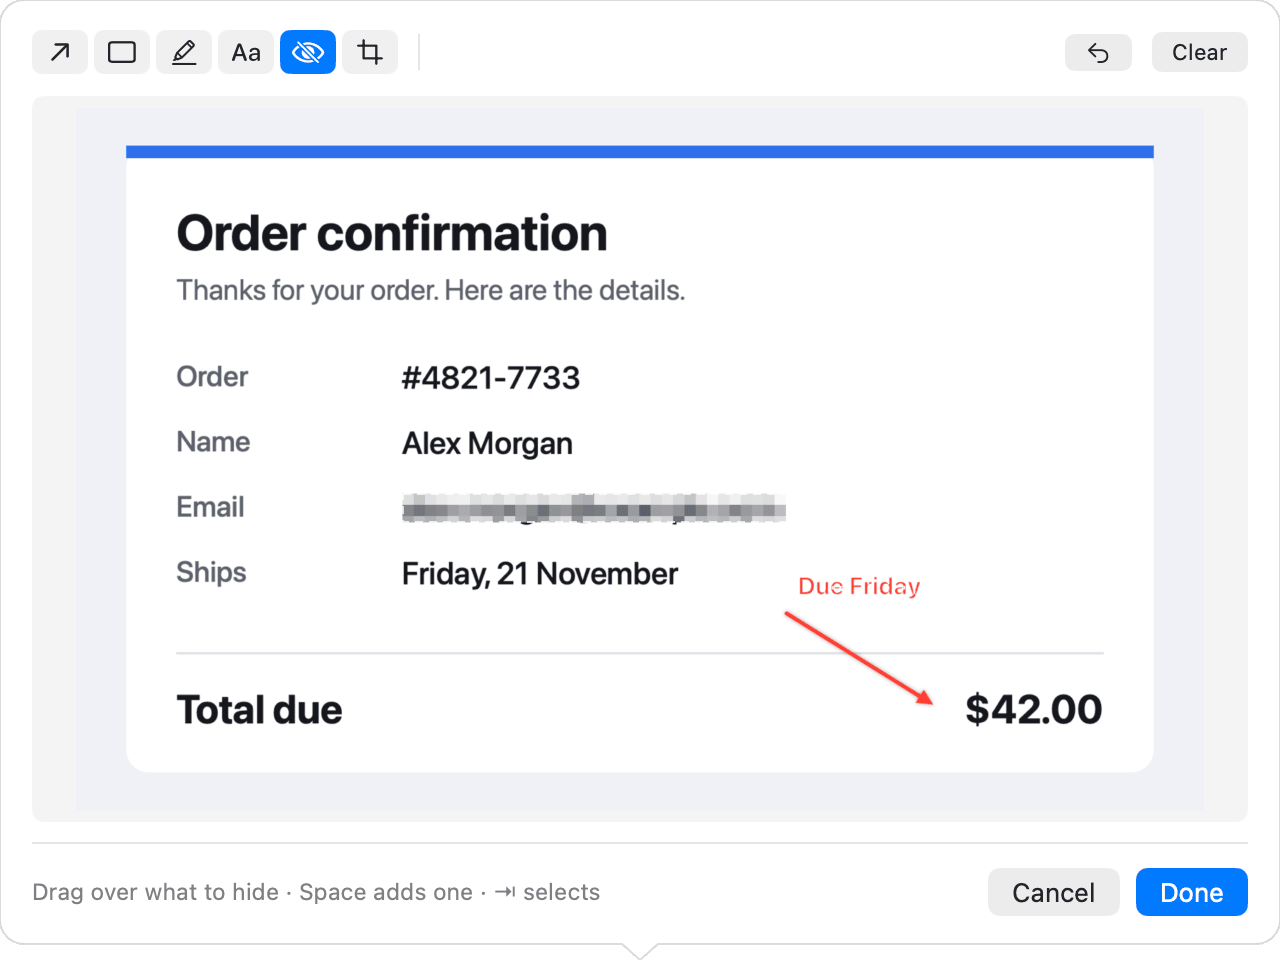 Aa
Clear
Order confirmation
Thanks for your order. Here are the details.
Order #4821-7733
Name Alex Morgan
Email
Ships Friday, 21 November
Due Friday
Total due $42.00
Drag over what to hide · Space adds one · ⇥ selects
Cancel
Done